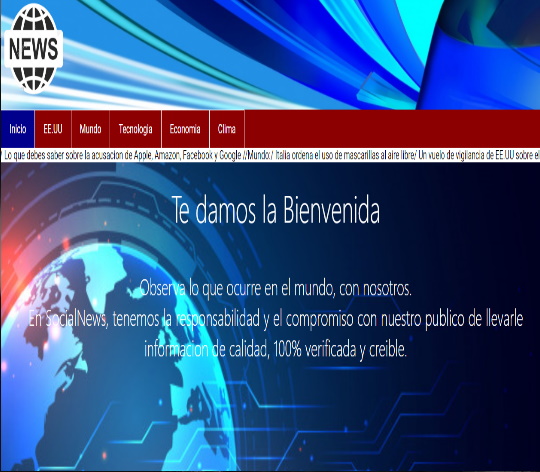 NEWS
Inicio EE.UU Mundo Tecnologia Economia Clima
/ Lo que debes saber sobre la acusacion de Apple, Amazon, Facebook y Google //Mundo:/ Italia ordena el uso de mascarillas al aire libre/ Un vuelo de vigilancia de EE.UU sobre el
Te damos la Bienvenida
Observa lo que ocurre en el mundo, con nosotros.
En SocialNews, tenemos la responsabilidad y el compromiso con nuestro publico de llevarle
informacion de calidad, 100% verificada y creible.